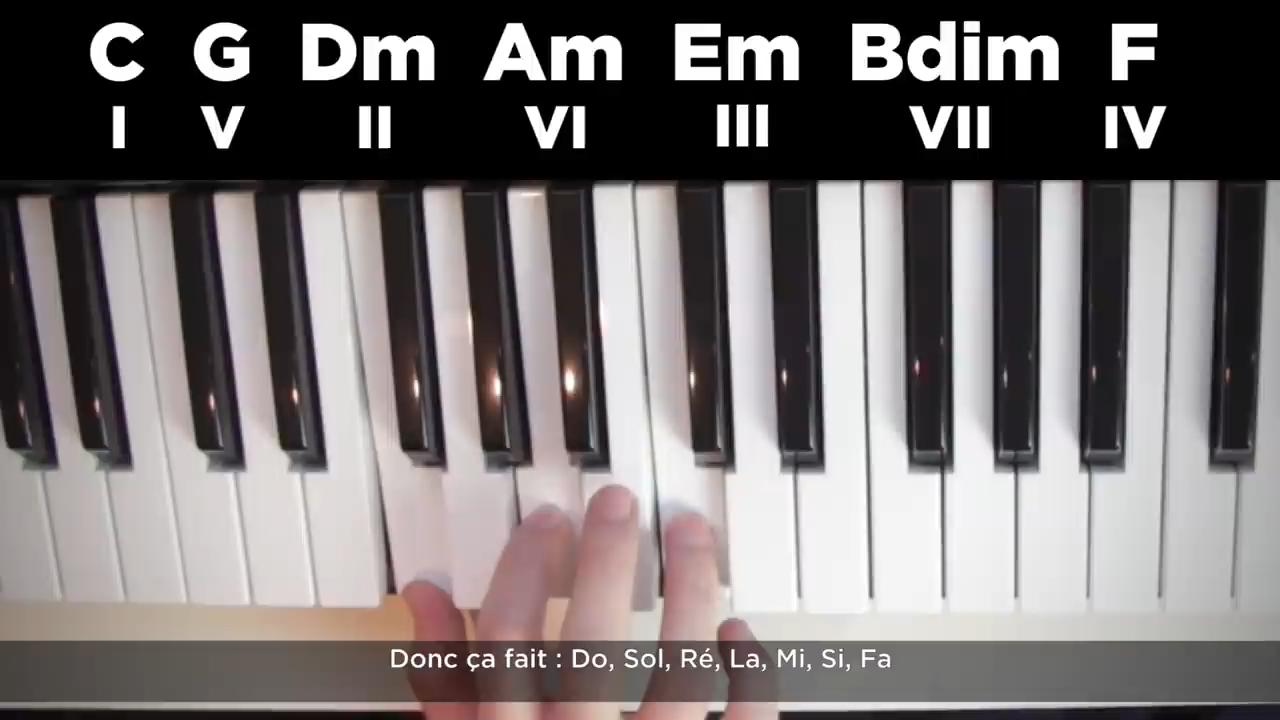 C G Dm Am Em Bdim F
I V II VI III VII IV
Donc ça fait : Do, Sol, Ré, La, Mi, Si, Fa